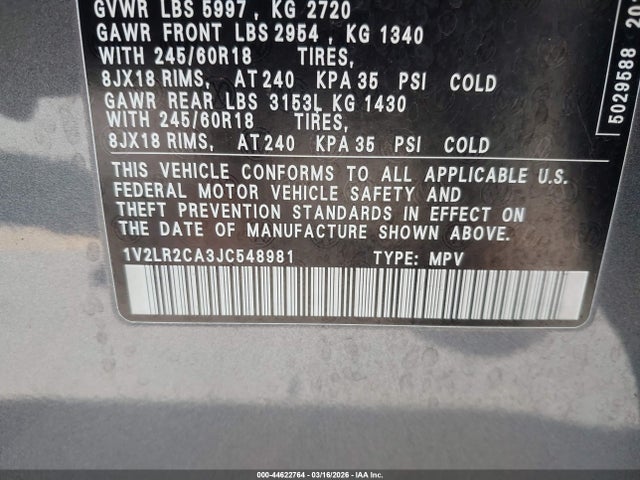 GVWR LBS 5997, KG 2720
GAWR FRONT LBS 2954, KG 1340
WITH 245/60R18 TIRES,
8JX18 RIMS, AT 240 KPA 35 PSI COLD
GAWR REAR LBS 3153L KG 1430
WITH 245/60R18 TIRES,
8JX18 RIMS, AT 240 KPA 35 PSI COLD
THIS VEHICLE CONFORMS TO ALL APPLICABLE U.S.
FEDERAL MOTOR VEHICLE SAFETY AND
THEFT PREVENTION STANDARDS IN EFFECT ON
THE DATE OF MANUFACTURE SHOWN ABOVE.
1V2LR2CA3JC548981 TYPE: MPV
5029588
000-44622764 - 03/16/2026 - IAA Inc.